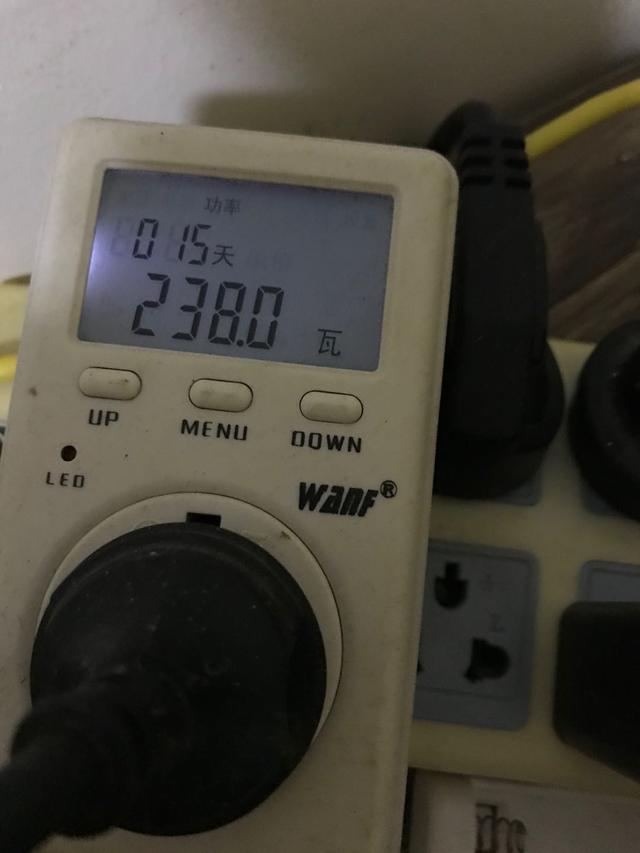 功率
015天
238.0 瓦
UP MENU DOWN
LED
WANF®